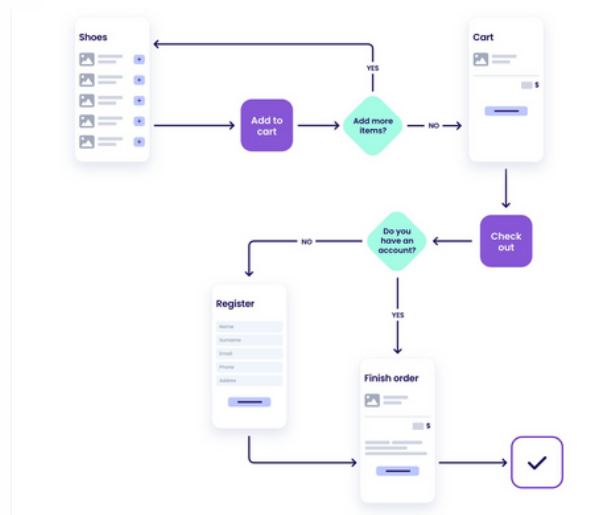 Shoes
Cart
YES
Add to
cart
Add more
items?
NO
Do you
have an
account?
Check
out
NO
Register
Name
Surname
Email
Phone
Address
YES
Finish order
$
$